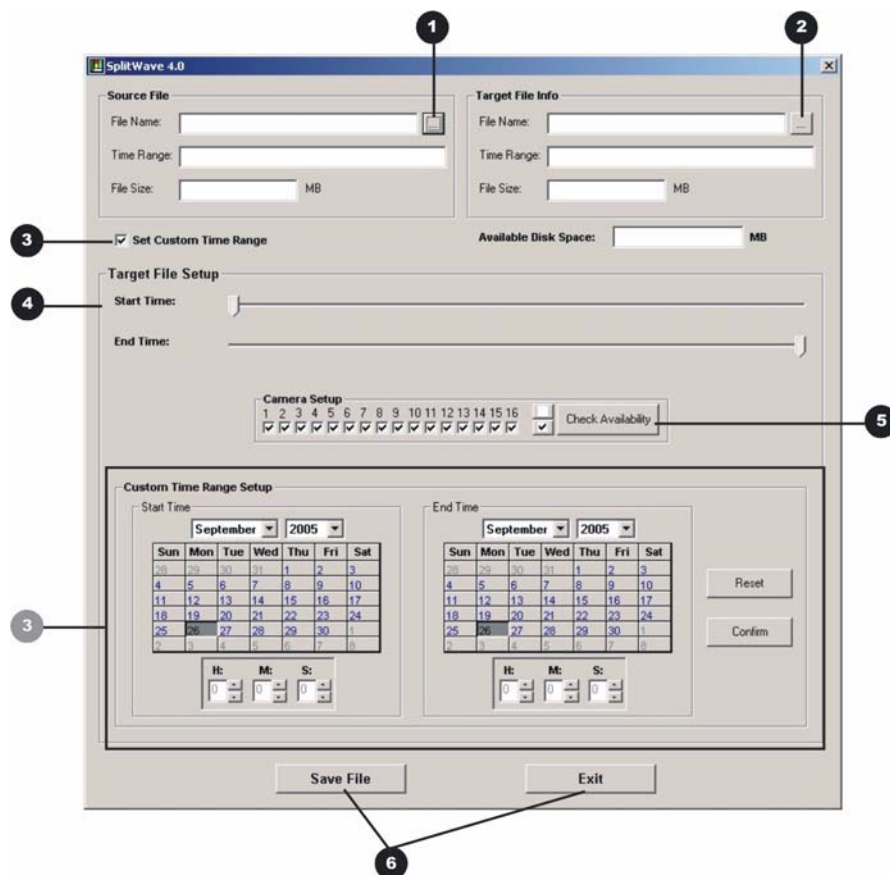 1
2
SplitWave 4.0
Source File
File Name:
...
Time Range:
File Size:
MB
Target File Info
File Name:
...
Time Range:
File Size:
MB
3
Set Custom Time Range
Available Disk Space:
MB
Target File Setup
4
Start Time:
End Time:
Camera Setup
1 2 3 4 5 6 7 8 9 10 11 12 13 14 15 16
Check Availability
5
Custom Time Range Setup
Start Time
September 2005
Sun Mon Tue Wed Thu Fri Sat
28 29 30 31 1 2 3
4 5 6 7 8 9 10
11 12 13 14 15 16 17
18 19 20 21 22 23 24
25 26 27 28 29 30 1
2 3 4 5 6 7 8
H: M: S:
0 0 0
End Time
September 2005
Sun Mon Tue Wed Thu Fri Sat
28 29 30 31 1 2 3
4 5 6 7 8 9 10
11 12 13 14 15 16 17
18 19 20 21 22 23 24
25 26 27 28 29 30 1
2 3 4 5 6 7 8
H: M: S:
0 0 0
Reset
Confirm
3
Save File
Exit
6